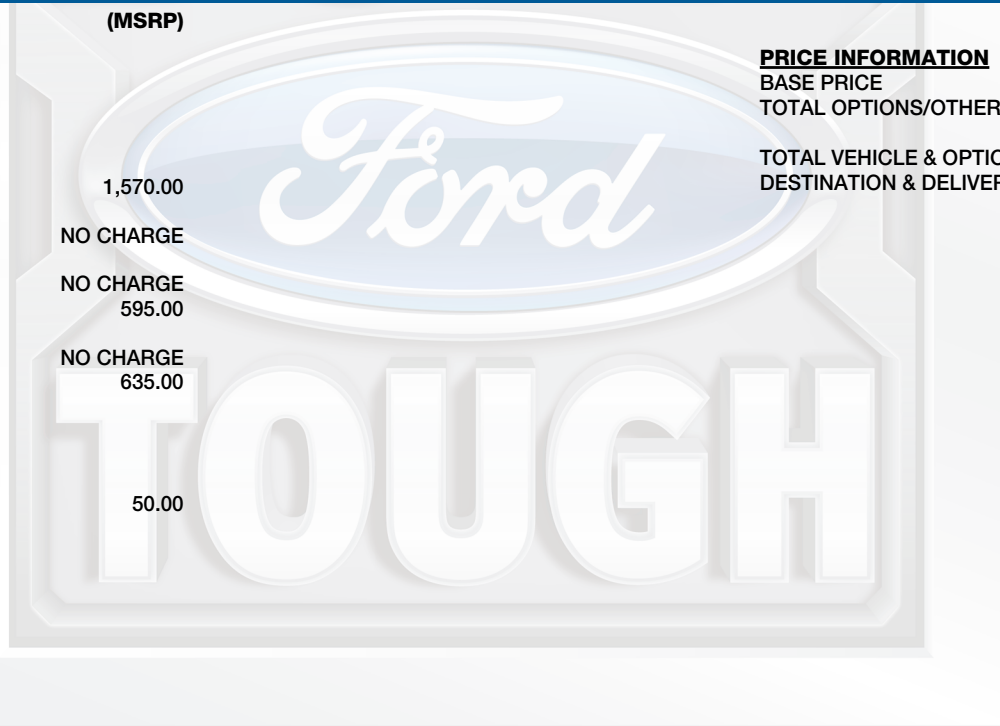 (MSRP)
1,570.00
NO CHARGE
NO CHARGE
595.00
NO CHARGE
635.00
50.00
PRICE INFORMATION
BASE PRICE
TOTAL OPTIONS/OTHER
TOTAL VEHICLE & OPTIO
DESTINATION & DELIVER
Ford
TOUGH